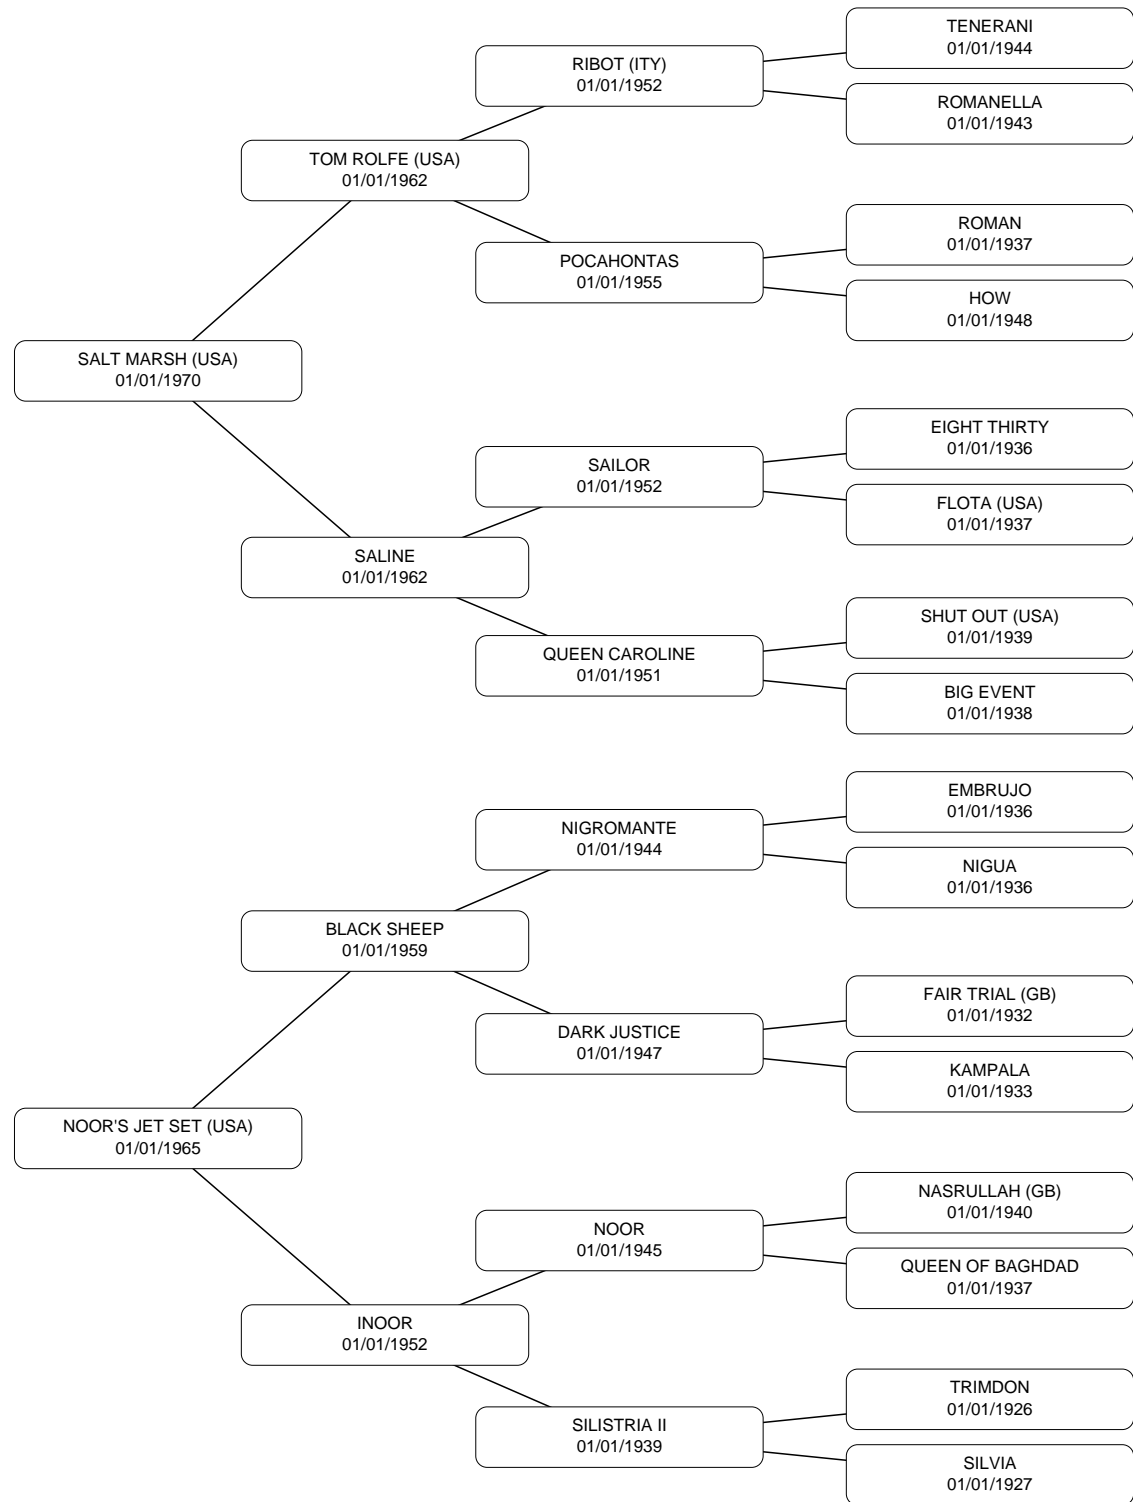 TENERANI
01/01/1944
RIBOT (ITY)
01/01/1952
ROMANELLA
01/01/1943
TOM ROLFE (USA)
01/01/1962
ROMAN
01/01/1937
POCAHONTAS
01/01/1955
HOW
01/01/1948
SALT MARSH (USA)
01/01/1970
EIGHT THIRTY
01/01/1936
SAILOR
01/01/1952
FLOTA (USA)
01/01/1937
SALINE
01/01/1962
SHUT OUT (USA)
01/01/1939
QUEEN CAROLINE
01/01/1951
BIG EVENT
01/01/1938
EMBRUJO
01/01/1936
NIGROMANTE
01/01/1944
NIGUA
01/01/1936
BLACK SHEEP
01/01/1959
FAIR TRIAL (GB)
01/01/1932
DARK JUSTICE
01/01/1947
KAMPALA
01/01/1933
NOOR'S JET SET (USA)
01/01/1965
NASRULLAH (GB)
01/01/1940
NOOR
01/01/1945
QUEEN OF BAGHDAD
01/01/1937
INOOR
01/01/1952
TRIMDON
01/01/1926
SILISTRIA II
01/01/1939
SILVIA
01/01/1927